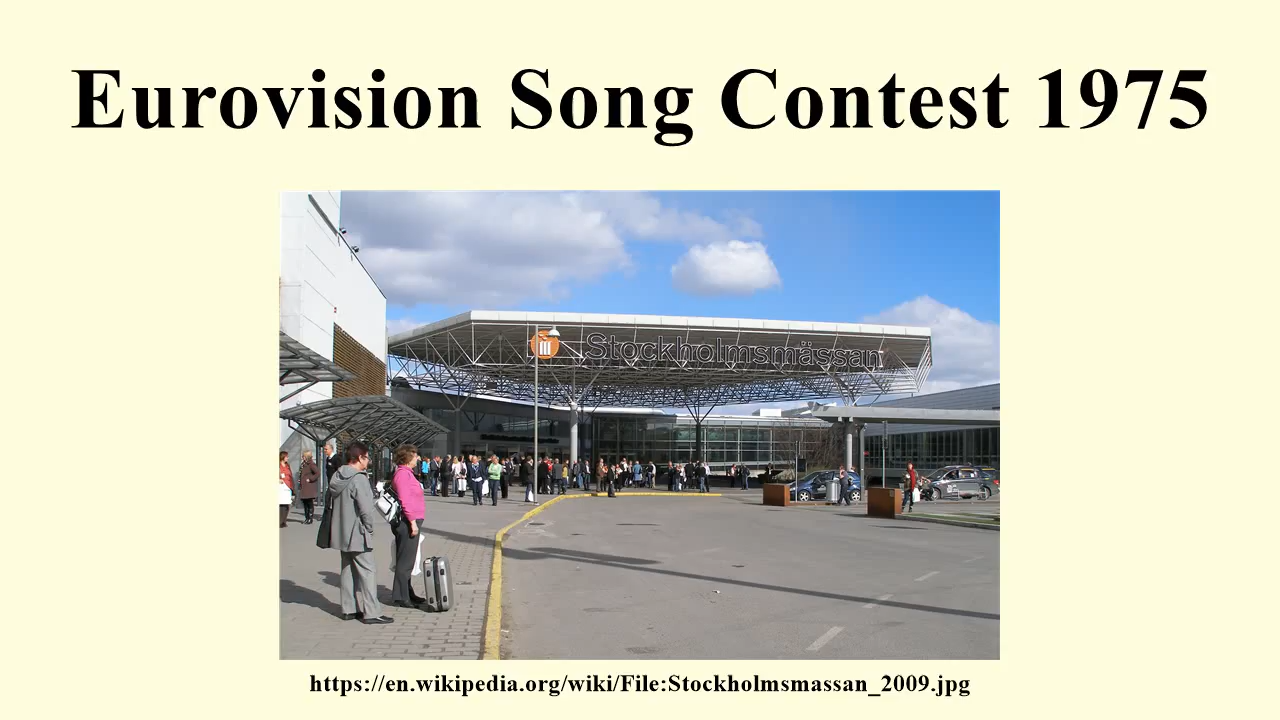 Eurovision Song Contest 1975
Stockholmsmässan
https://en.wikipedia.org/wiki/File:Stockholmsmassan_2009.jpg